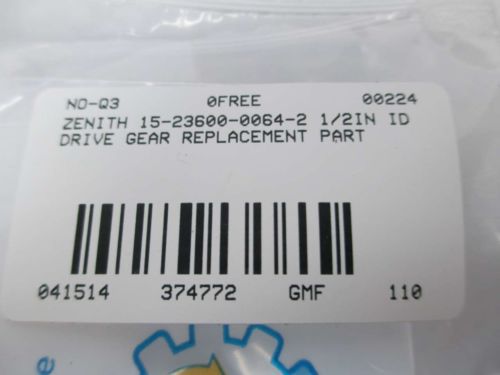 NO-Q3 0FREE 00224
ZENITH 15-23600-0064-2 1/2IN ID
DRIVE GEAR REPLACEMENT PART
041514 374772 GMF 110
e